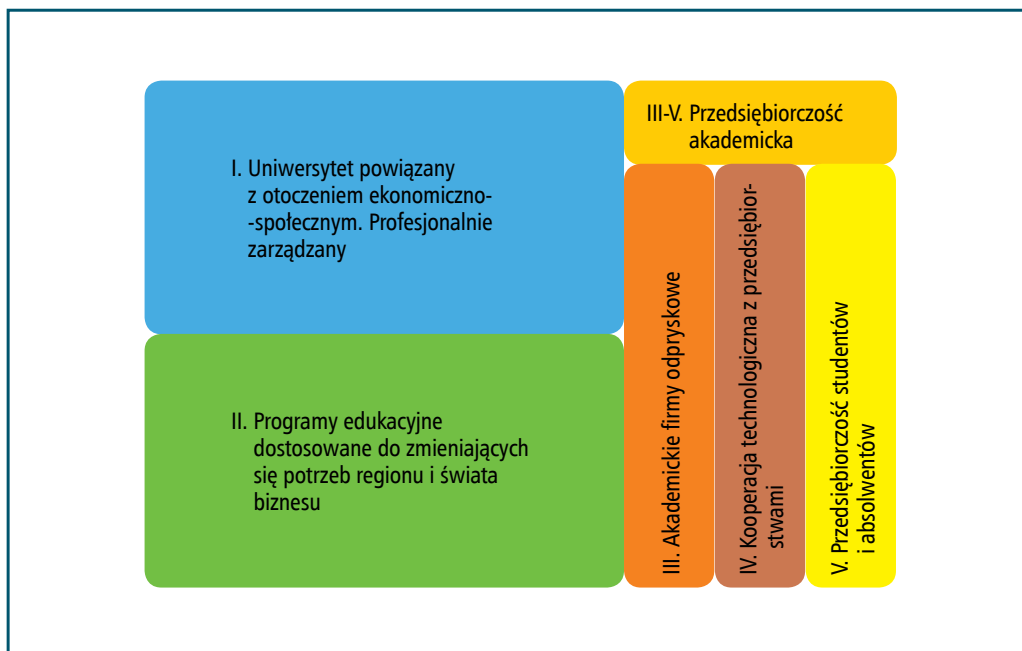 I. Uniwersytet powiązany
z otoczeniem ekonomiczno-
-społecznym. Profesjonalnie
zarządzany
II. Programy edukacyjne
dostosowane do zmieniających
się potrzeb regionu i świata
biznesu
III-V. Przedsiębiorczość
akademicka
III. Akademickie firmy odpryskowe
IV. Kooperacja technologiczna z przedsiębior-
stwami
V. Przedsiębiorczość studentów
i absolwentów